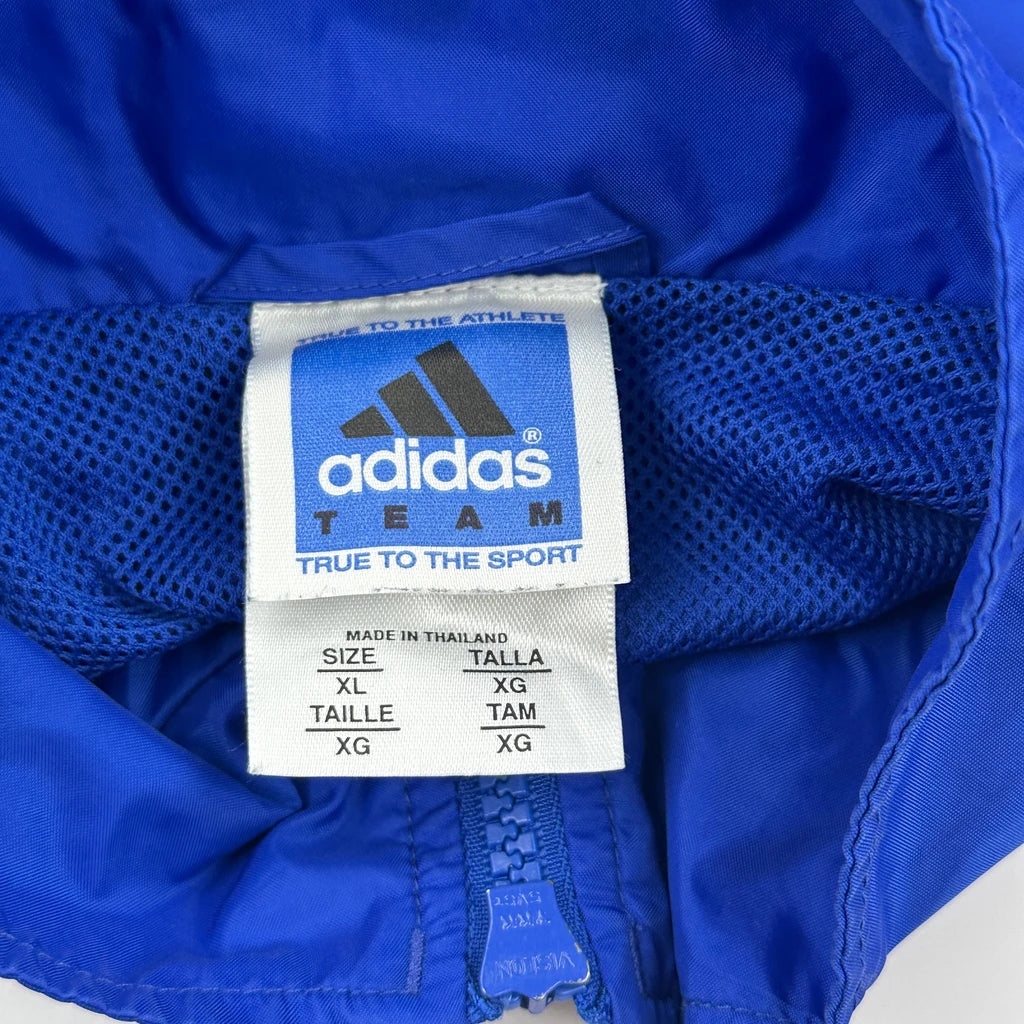 TRUE TO THE ATHLETE
adidas®
TEAM
TRUE TO THE SPORT
MADE IN THAILAND
SIZE TALLA
XL XG
TAILLE TAM
XG XG